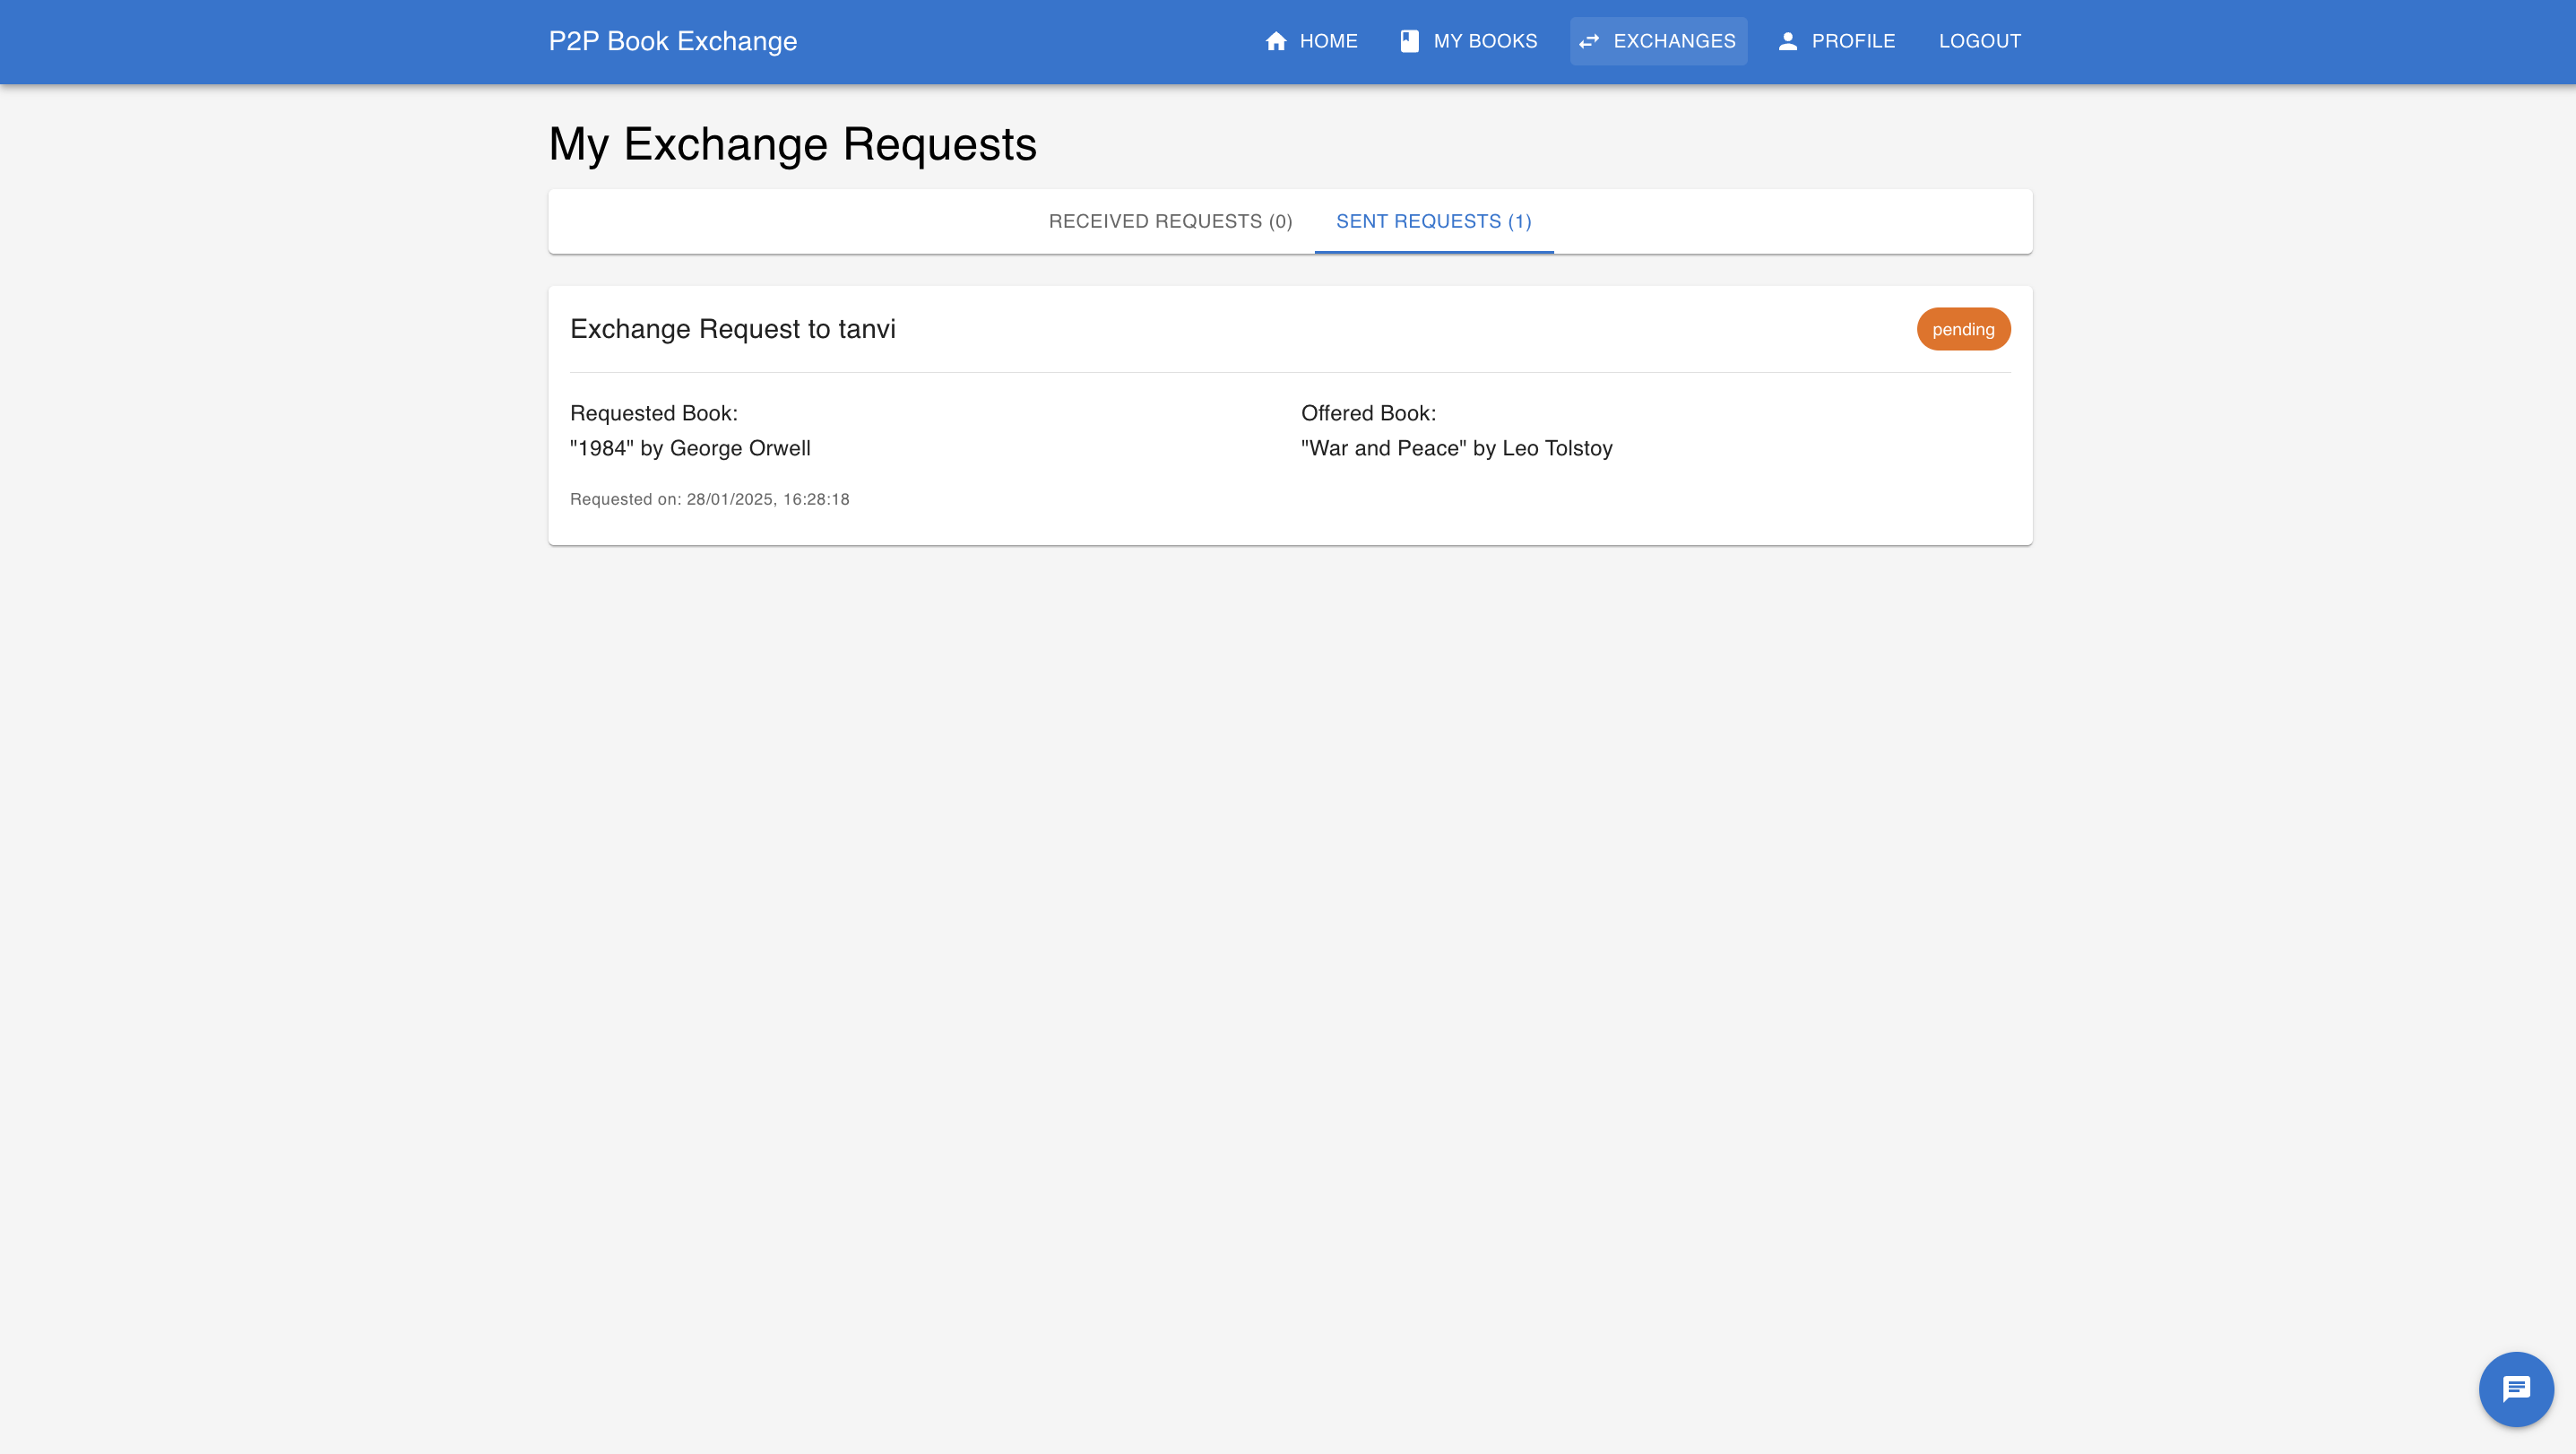 P2P Book Exchange
HOME
MY BOOKS
EXCHANGES
PROFILE
LOGOUT
My Exchange Requests
RECEIVED REQUESTS (0)
SENT REQUESTS (1)
Exchange Request to tanvi
pending
Requested Book:
"1984" by George Orwell
Offered Book:
"War and Peace" by Leo Tolstoy
Requested on: 28/01/2025, 16:28:18